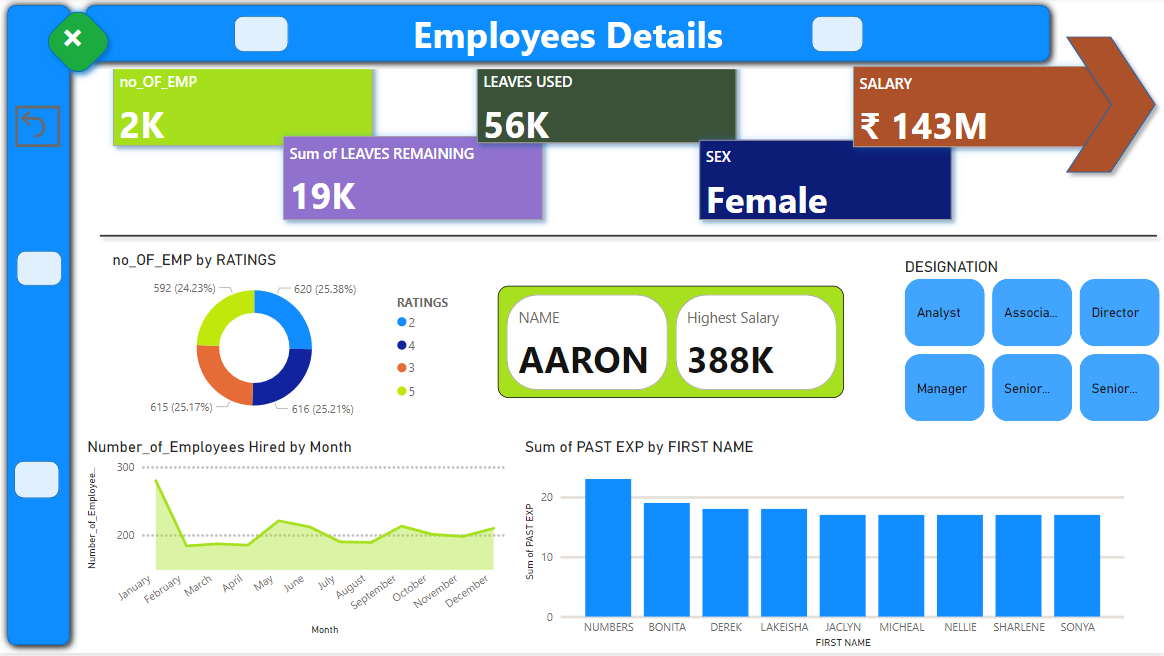 Employees Details
no_OF_EMP
2K
LEAVES USED
56K
SALARY
₹ 143M
Sum of LEAVES REMAINING
19K
SEX
Female
no_OF_EMP by RATINGS
592 (24.23%)
620 (25.38%)
615 (25.17%)
616 (25.21%)
RATINGS
2
4
3
5
NAME
AARON
Highest Salary
388K
DESIGNATION
Analyst
Associa...
Director
Manager
Senior...
Senior...
Number_of_Employees Hired by Month
Number_of_Employee...
300
200
January
February
March
April
May
June
July
August
September
October
November
December
Month
Sum of PAST EXP by FIRST NAME
Sum of PAST EXP
20
10
0
NUMBERS
BONITA
DEREK
LAKEISHA
JACLYN
MICHEAL
NELLIE
SHARLENE
SONYA
FIRST NAME